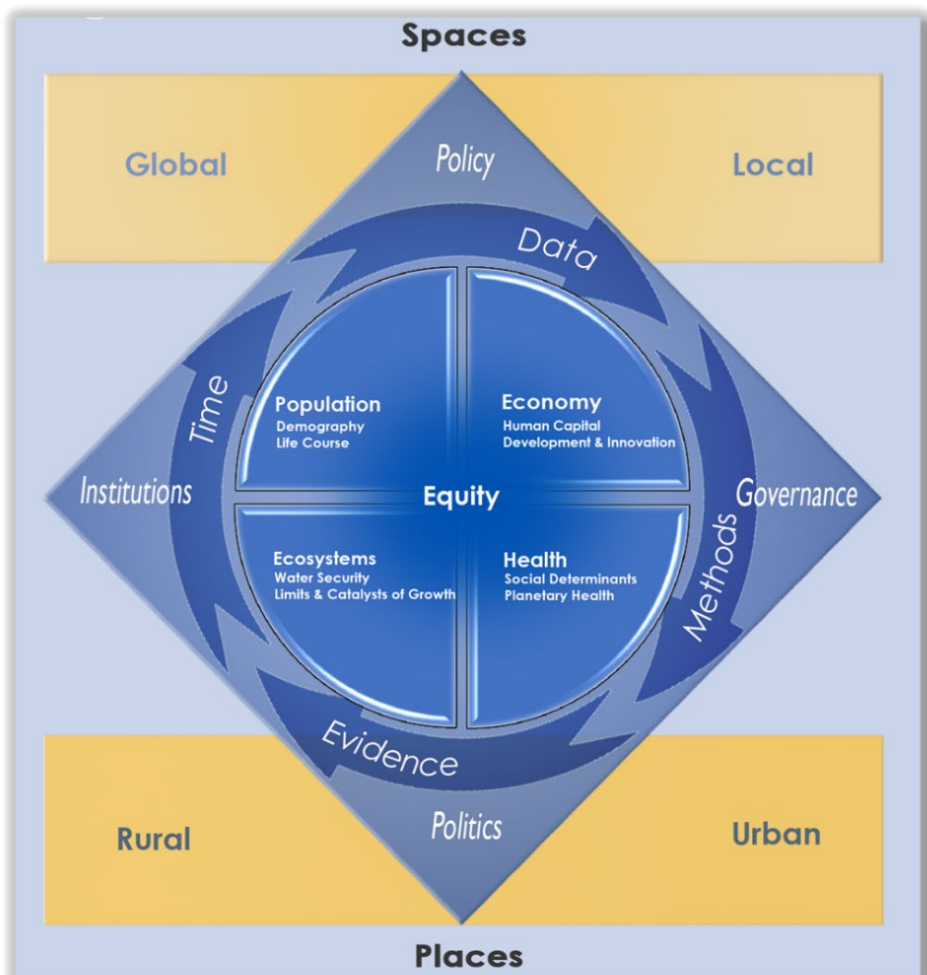 Spaces
Global
Local
Policy
Data
Time
Population
Demography
Life Course
Economy
Human Capital
Development & Innovation
Institutions
Equity
Governance
Ecosystems
Water Security
Limits & Catalysts of Growth
Health
Social Determinants
Planetary Health
Methods
Evidence
Politics
Rural
Urban
Places